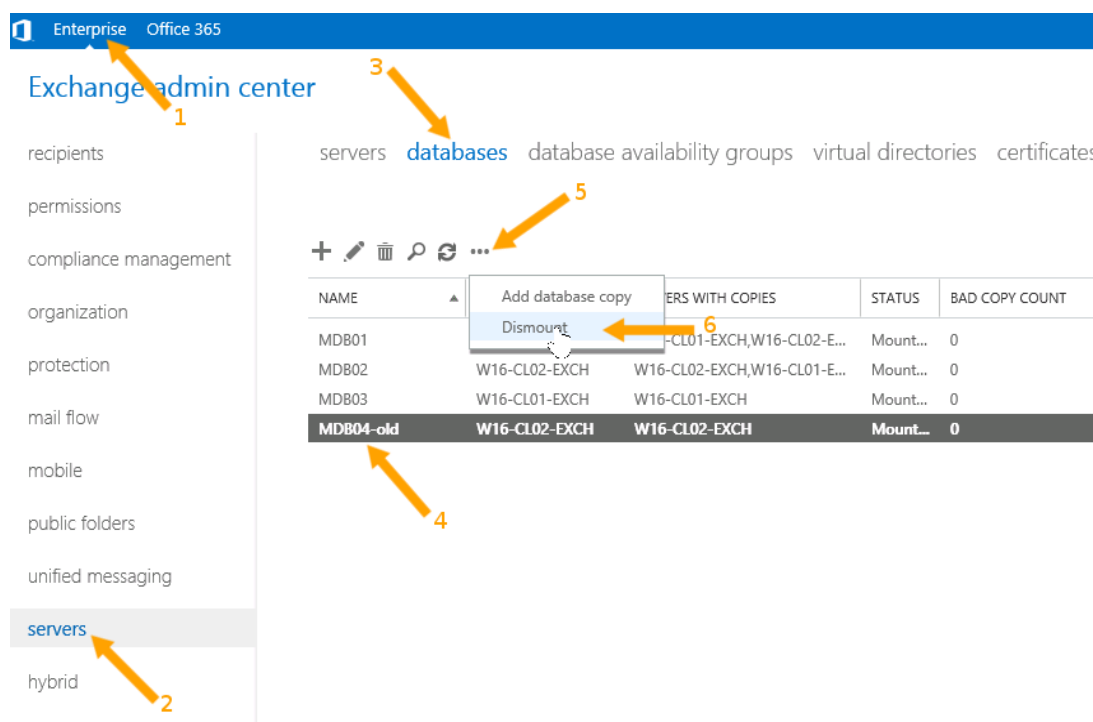 Enterprise Office 365
3
Exchange admin center
1
recipients
servers databases database availability groups virtual directories certificates
5
permissions
compliance management
...
NAME Add database copy ERS WITH COPIES STATUS BAD COPY COUNT
organization
Dismount 6
MDB01 -CL01-EXCH,W16-CL02-E... Mount... 0
protection
MDB02 W16-CL02-EXCH W16-CL02-EXCH,W16-CL01-E... Mount... 0
MDB03 W16-CL01-EXCH W16-CL01-EXCH Mount... 0
mail flow
MDB04-old W16-CL02-EXCH W16-CL02-EXCH Mount... 0
mobile
4
public folders
unified messaging
servers
hybrid
2